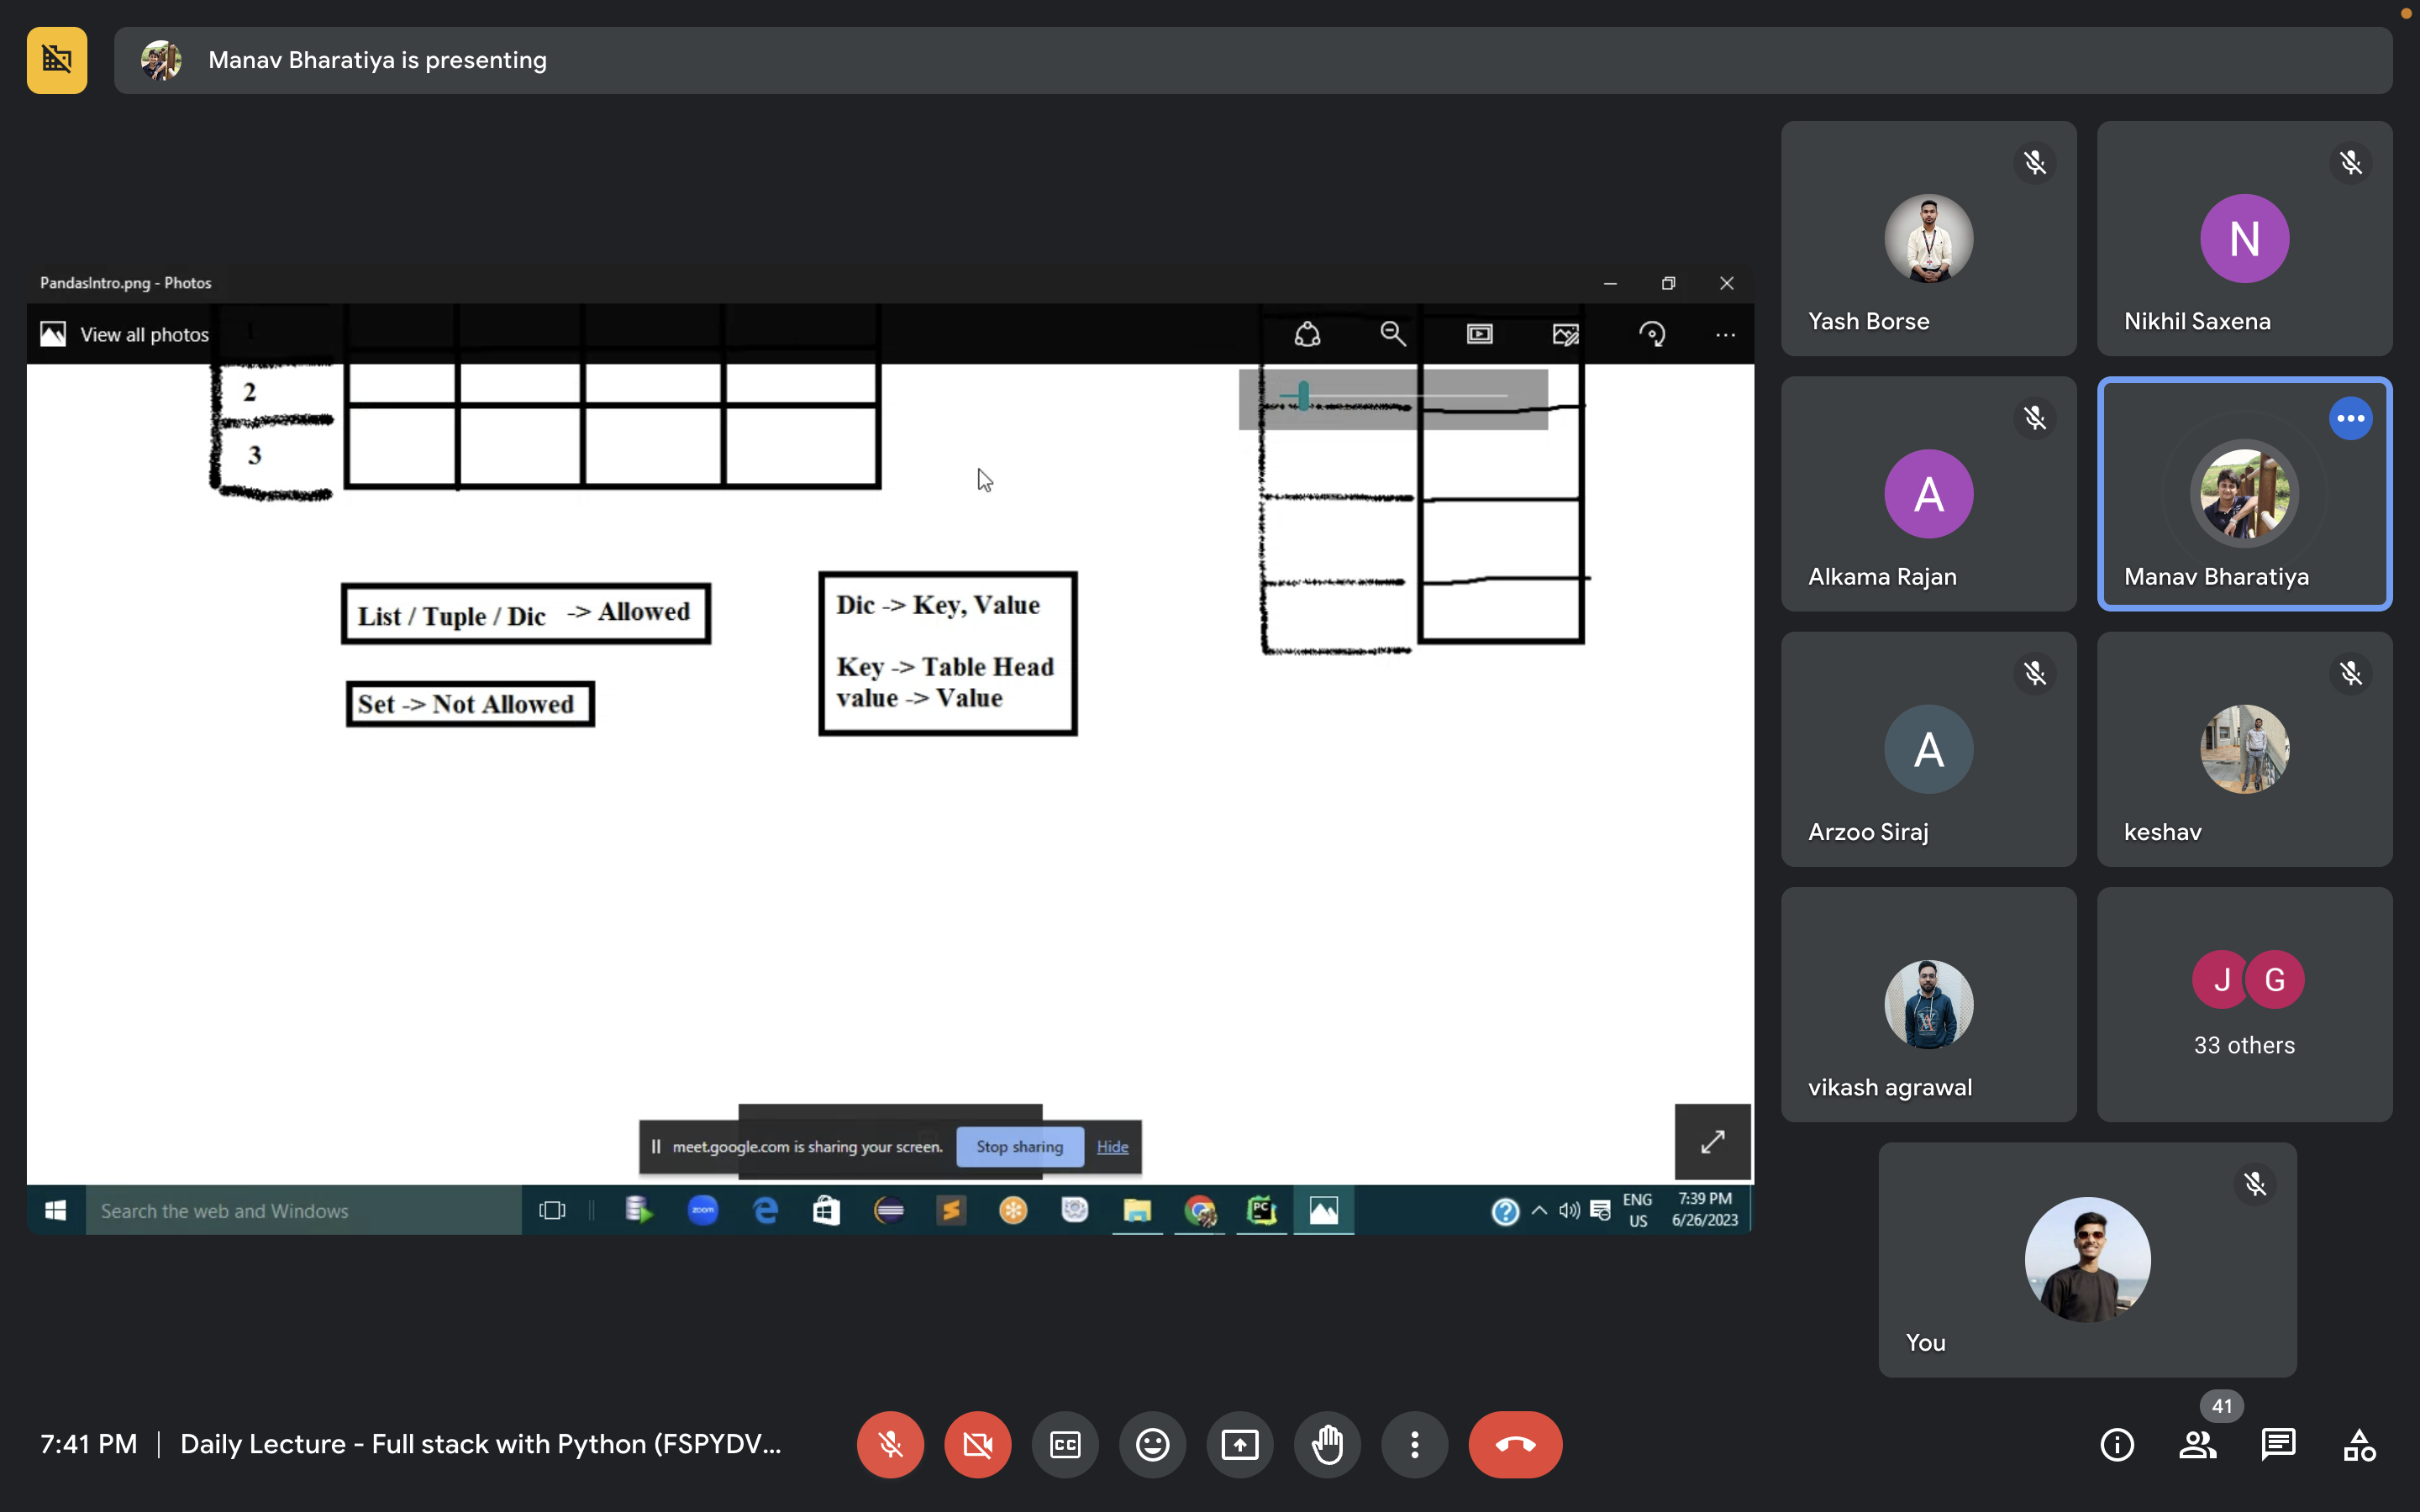 Manav Bharatiya is presenting
PandasIntro.png - Photos
View all photos
1
2
3
List / Tuple / Dic -> Allowed
Set -> Not Allowed
Dic -> Key, Value
Key -> Table Head
value -> Value
meet.google.com is sharing your screen.
Stop sharing
Hide
Search the web and Windows
zoom
PC
ENG
US
7:39 PM
6/26/2023
Yash Borse
N
Nikhil Saxena
A
Alkama Rajan
Manav Bharatiya
A
Arzoo Siraj
keshav
vikash agrawal
J
G
33 others
You
7:41 PM | Daily Lecture - Full stack with Python (FSPYDV...
CC
41